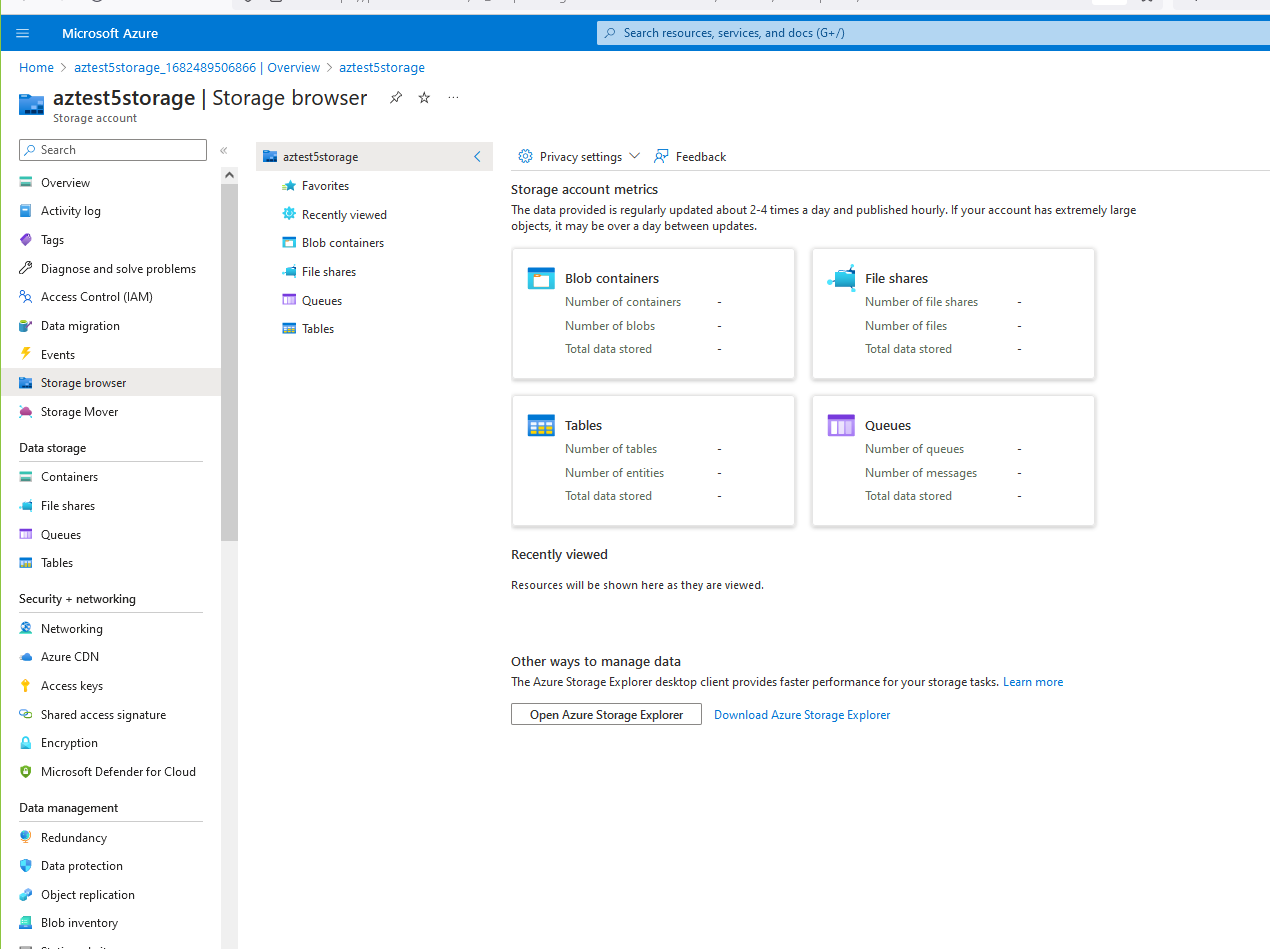 Microsoft Azure
Search resources, services, and docs (G+/)
Home > aztest5storage_1682489506866 | Overview > aztest5storage
aztest5storage | Storage browser
Storage account
Search
Overview
Activity log
Tags
Diagnose and solve problems
Access Control (IAM)
Data migration
Events
Storage browser
Storage Mover
Data storage
Containers
File shares
Queues
Tables
Security + networking
Networking
Azure CDN
Access keys
Shared access signature
Encryption
Microsoft Defender for Cloud
Data management
Redundancy
Data protection
Object replication
Blob inventory
aztest5storage
Favorites
Recently viewed
Blob containers
File shares
Queues
Tables
Privacy settings
Feedback
Storage account metrics
The data provided is regularly updated about 2-4 times a day and published hourly. If your account has extremely large
objects, it may be over a day between updates.
Blob containers
Number of containers -
Number of blobs -
Total data stored -
File shares
Number of file shares -
Number of files -
Total data stored -
Tables
Number of tables -
Number of entities -
Total data stored -
Queues
Number of queues -
Number of messages -
Total data stored -
Recently viewed
Resources will be shown here as they are viewed.
Other ways to manage data
The Azure Storage Explorer desktop client provides faster performance for your storage tasks. Learn more
Open Azure Storage Explorer
Download Azure Storage Explorer